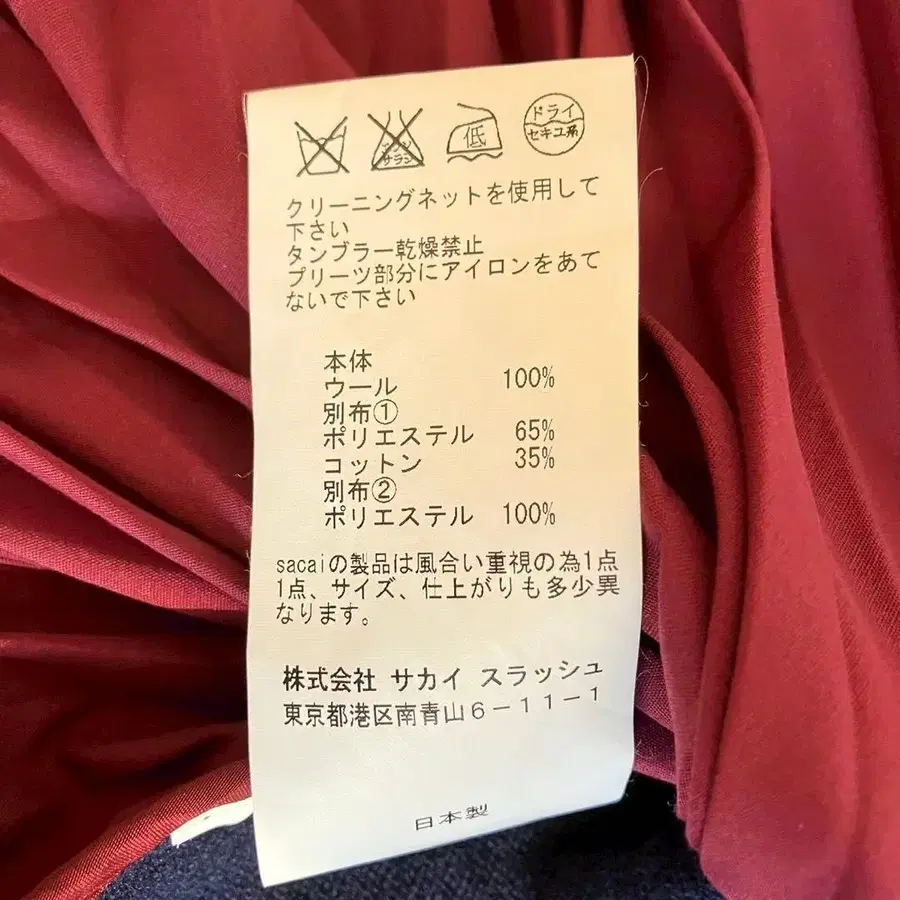 低
ドライ
セキユ系
エンソ
サラシ
クリーニングネットを使用して
下さい
タンブラー乾燥禁止
プリーツ部分にアイロンをあて
ないで下さい
本体
ウール 100%
別布①
ポリエステル 65%
コットン 35%
別布②
ポリエステル 100%
sacaiの製品は風合い重視の為1点
1点、サイズ、仕上がりも多少異
なります。
株式会社 サカイ スラッシュ
東京都港区南青山6－11－1
日本製